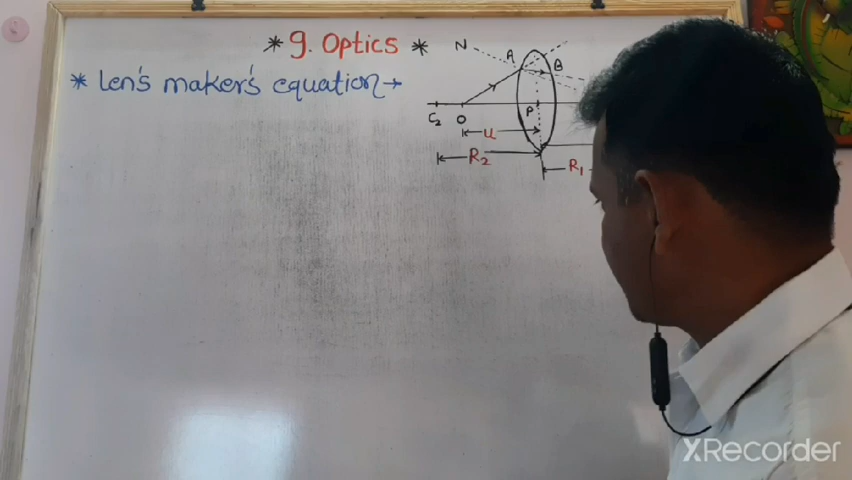 * 9. Optics *
* Len's maker's equation →
N
A
B
C₂
O
P
u
R₂
R₁
XRecorder